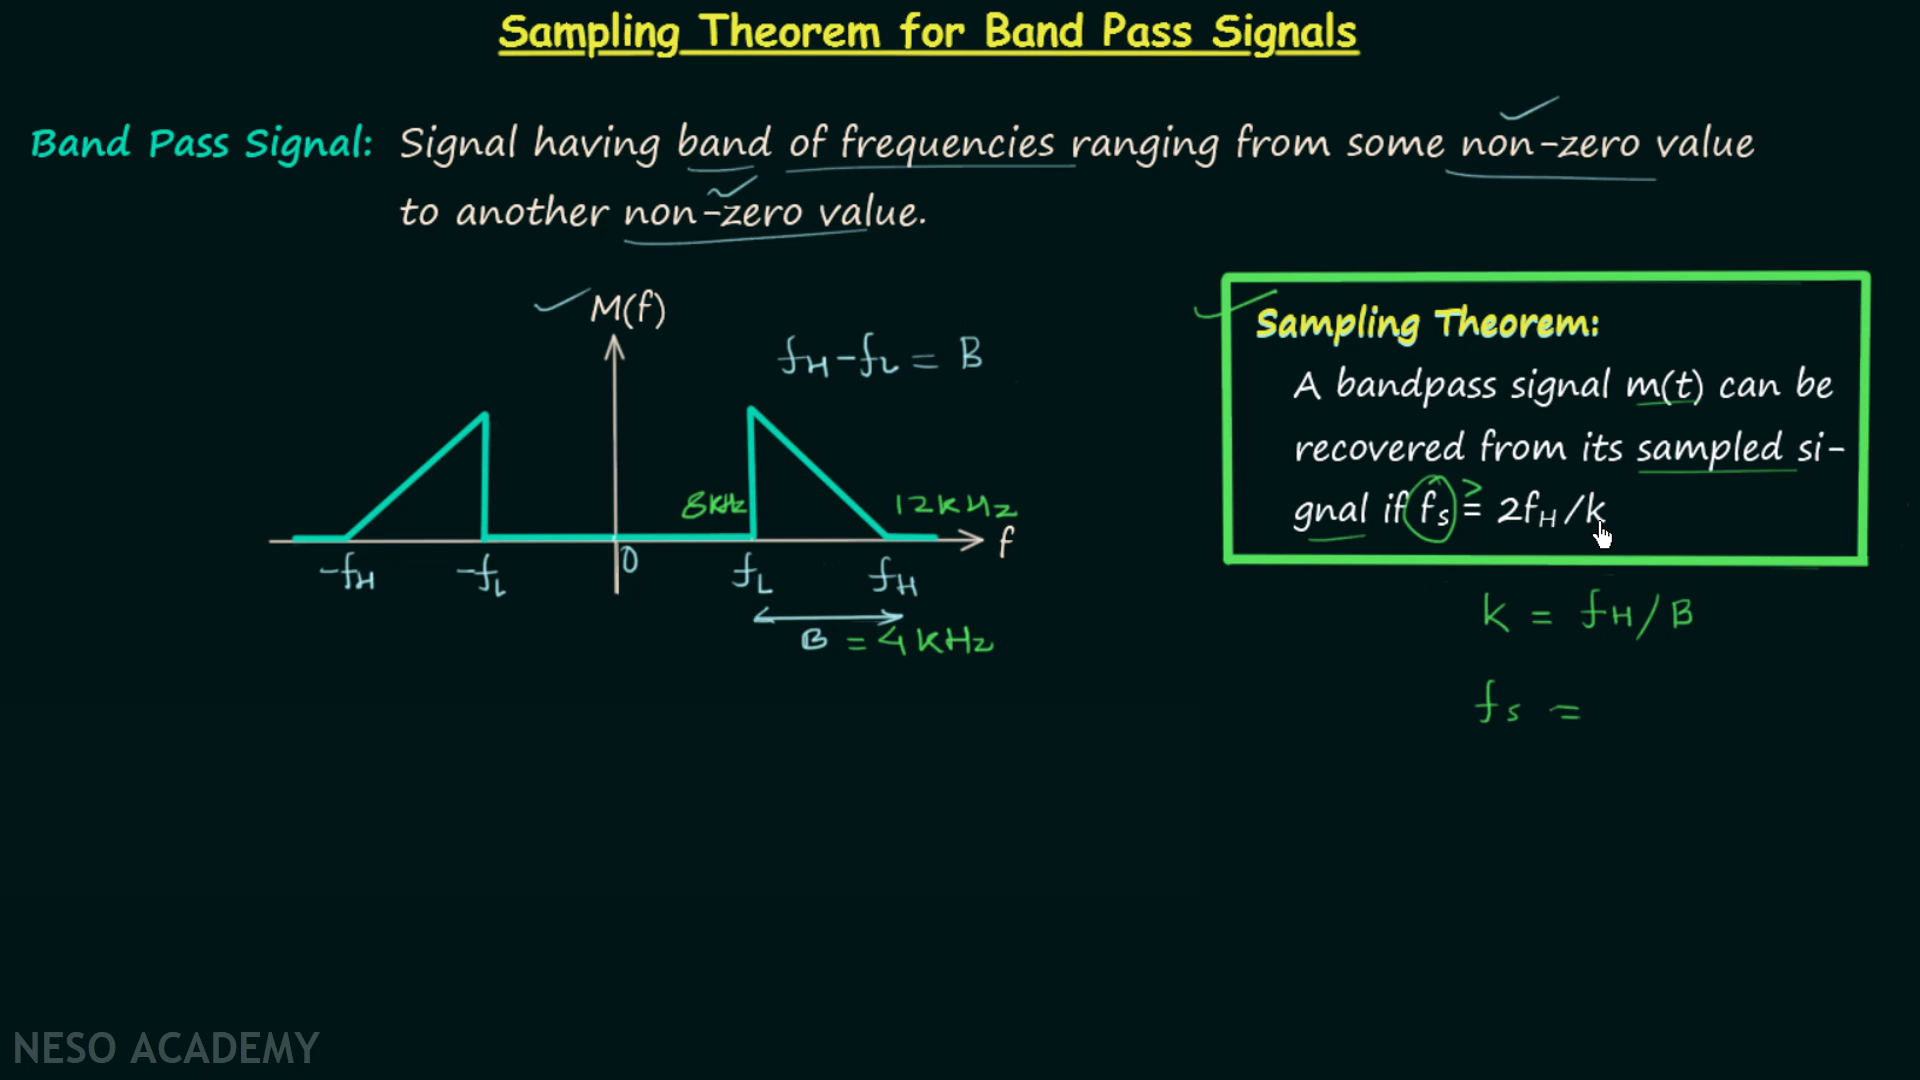 Sampling Theorem for Band Pass Signals
Band Pass Signal: Signal having band of frequencies ranging from some non-zero value
to another non-zero value.
M(f)
fH-fL = B
Sampling Theorem:
A bandpass signal m(t) can be
recovered from its sampled si-
gnal if fs ≥ 2fH/k
8kHz
12kHz
f
-fH
-fL
0
fL
fH
B = 4kHz
k = fH/B
fs =
NESO ACADEMY